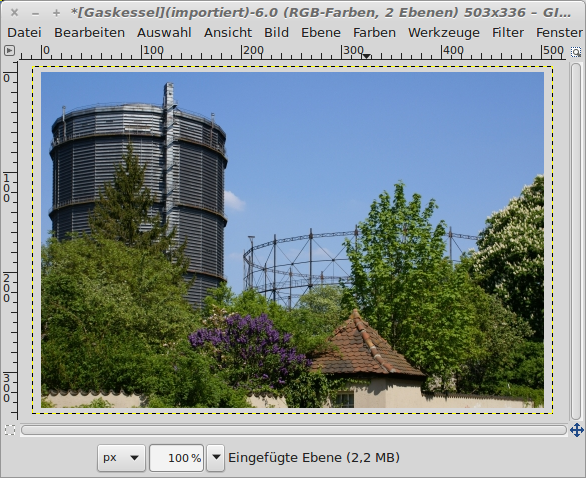 *[Gaskessel](importiert)-6.0 (RGB-Farben, 2 Ebenen) 503x336 – GI...
Datei Bearbeiten Auswahl Ansicht Bild Ebene Farben Werkzeuge Filter Fenster
0 100 200 300 400 500
0
100
200
300
px 100 % Eingefügte Ebene (2,2 MB)